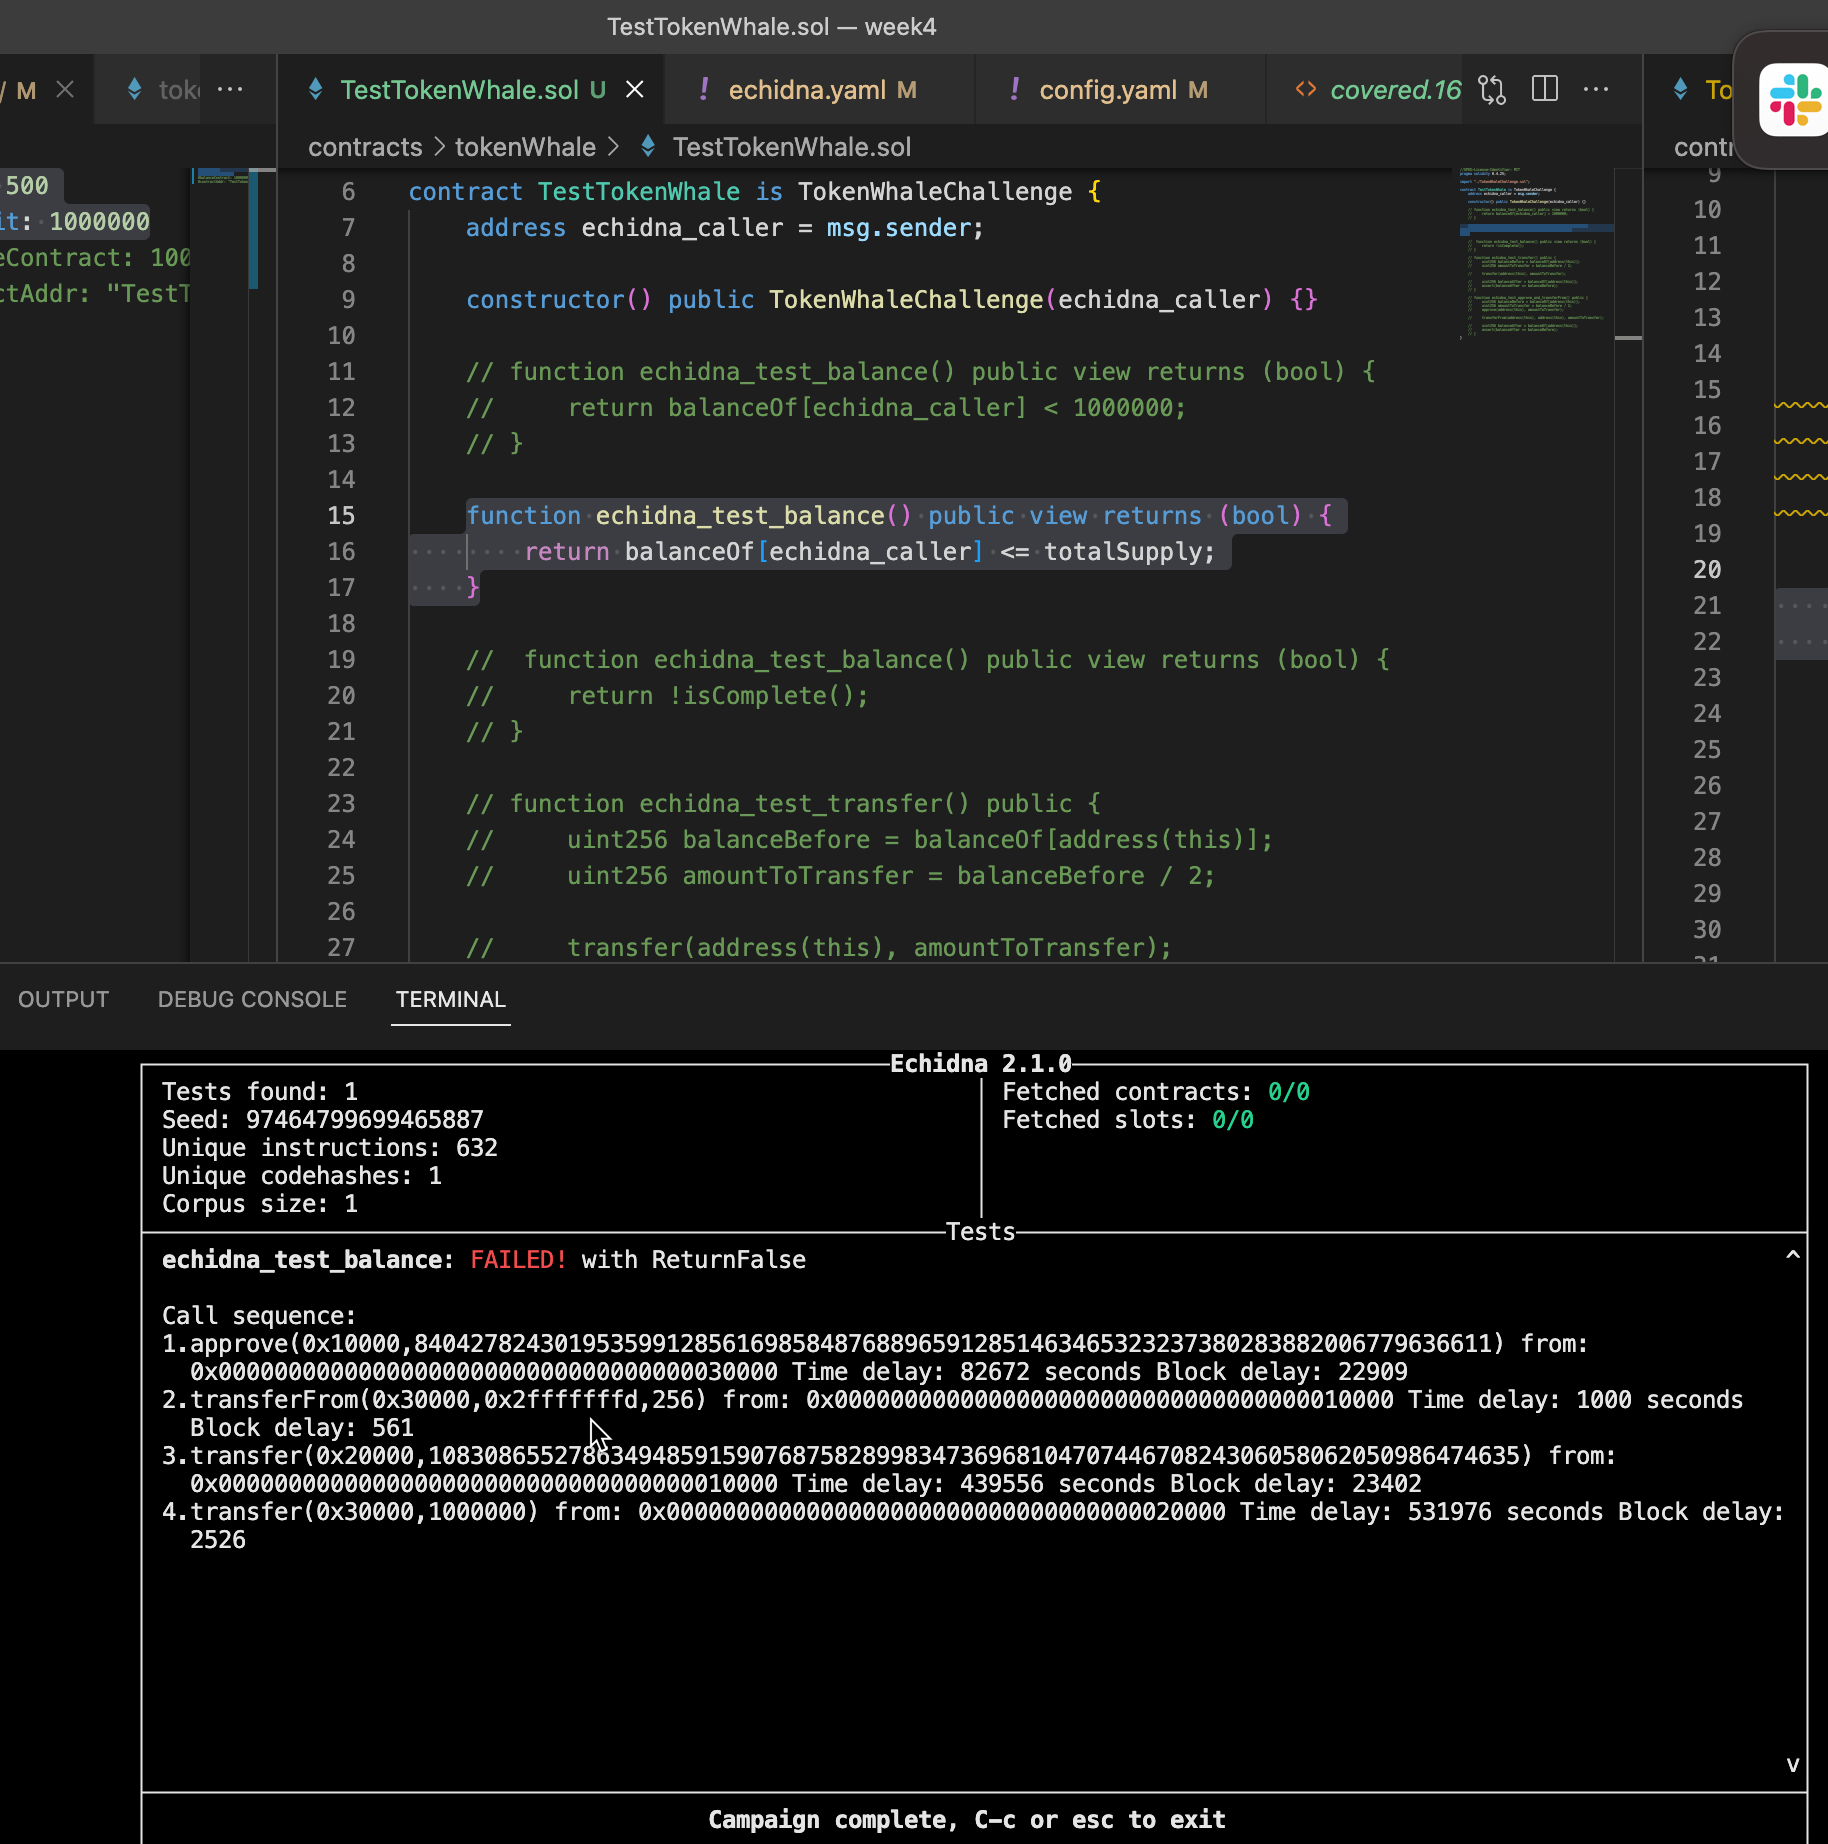 TestTokenWhale.sol — week4
M
tok
TestTokenWhale.sol U
echidna.yaml M
config.yaml M
covered.16
To
contracts > tokenWhale > TestTokenWhale.sol
contr
500
it: 1000000
eContract: 100
ctAddr: "TestT
6 contract TestTokenWhale is TokenWhaleChallenge {
7 address echidna_caller = msg.sender;
8
9 constructor() public TokenWhaleChallenge(echidna_caller) {}
10
11 // function echidna_test_balance() public view returns (bool) {
12 // return balanceOf[echidna_caller] < 1000000;
13 // }
14
15 function echidna_test_balance() public view returns (bool) {
16 return balanceOf[echidna_caller] <= totalSupply;
17 }
18
19 // function echidna_test_balance() public view returns (bool) {
20 // return !isComplete();
21 // }
22
23 // function echidna_test_transfer() public {
24 // uint256 balanceBefore = balanceOf[address(this)];
25 // uint256 amountToTransfer = balanceBefore / 2;
26
27 // transfer(address(this), amountToTransfer);
9
10
11
12
13
14
15
16
17
18
19
20
21
22
23
24
25
26
27
28
29
30
31
OUTPUT DEBUG CONSOLE TERMINAL
Echidna 2.1.0
Tests found: 1
Seed: 97464799699465887
Unique instructions: 632
Unique codehashes: 1
Corpus size: 1
Fetched contracts: 0/0
Fetched slots: 0/0
Tests
echidna_test_balance: FAILED! with ReturnFalse
Call sequence:
1.approve(0x10000,84042782430195359912856169858487688965912851463465323237380283882006779636611) from:
0x0000000000000000000000000000000000030000 Time delay: 82672 seconds Block delay: 22909
2.transferFrom(0x30000,0x2fffffffd,256) from: 0x0000000000000000000000000000000000010000 Time delay: 1000 seconds
Block delay: 561
3.transfer(0x20000,108308655278634948591590768758289983473696810470744670824306058062050986474635) from:
0x0000000000000000000000000000000000010000 Time delay: 439556 seconds Block delay: 23402
4.transfer(0x30000,1000000) from: 0x0000000000000000000000000000000000020000 Time delay: 531976 seconds Block delay:
2526
Campaign complete, C-c or esc to exit